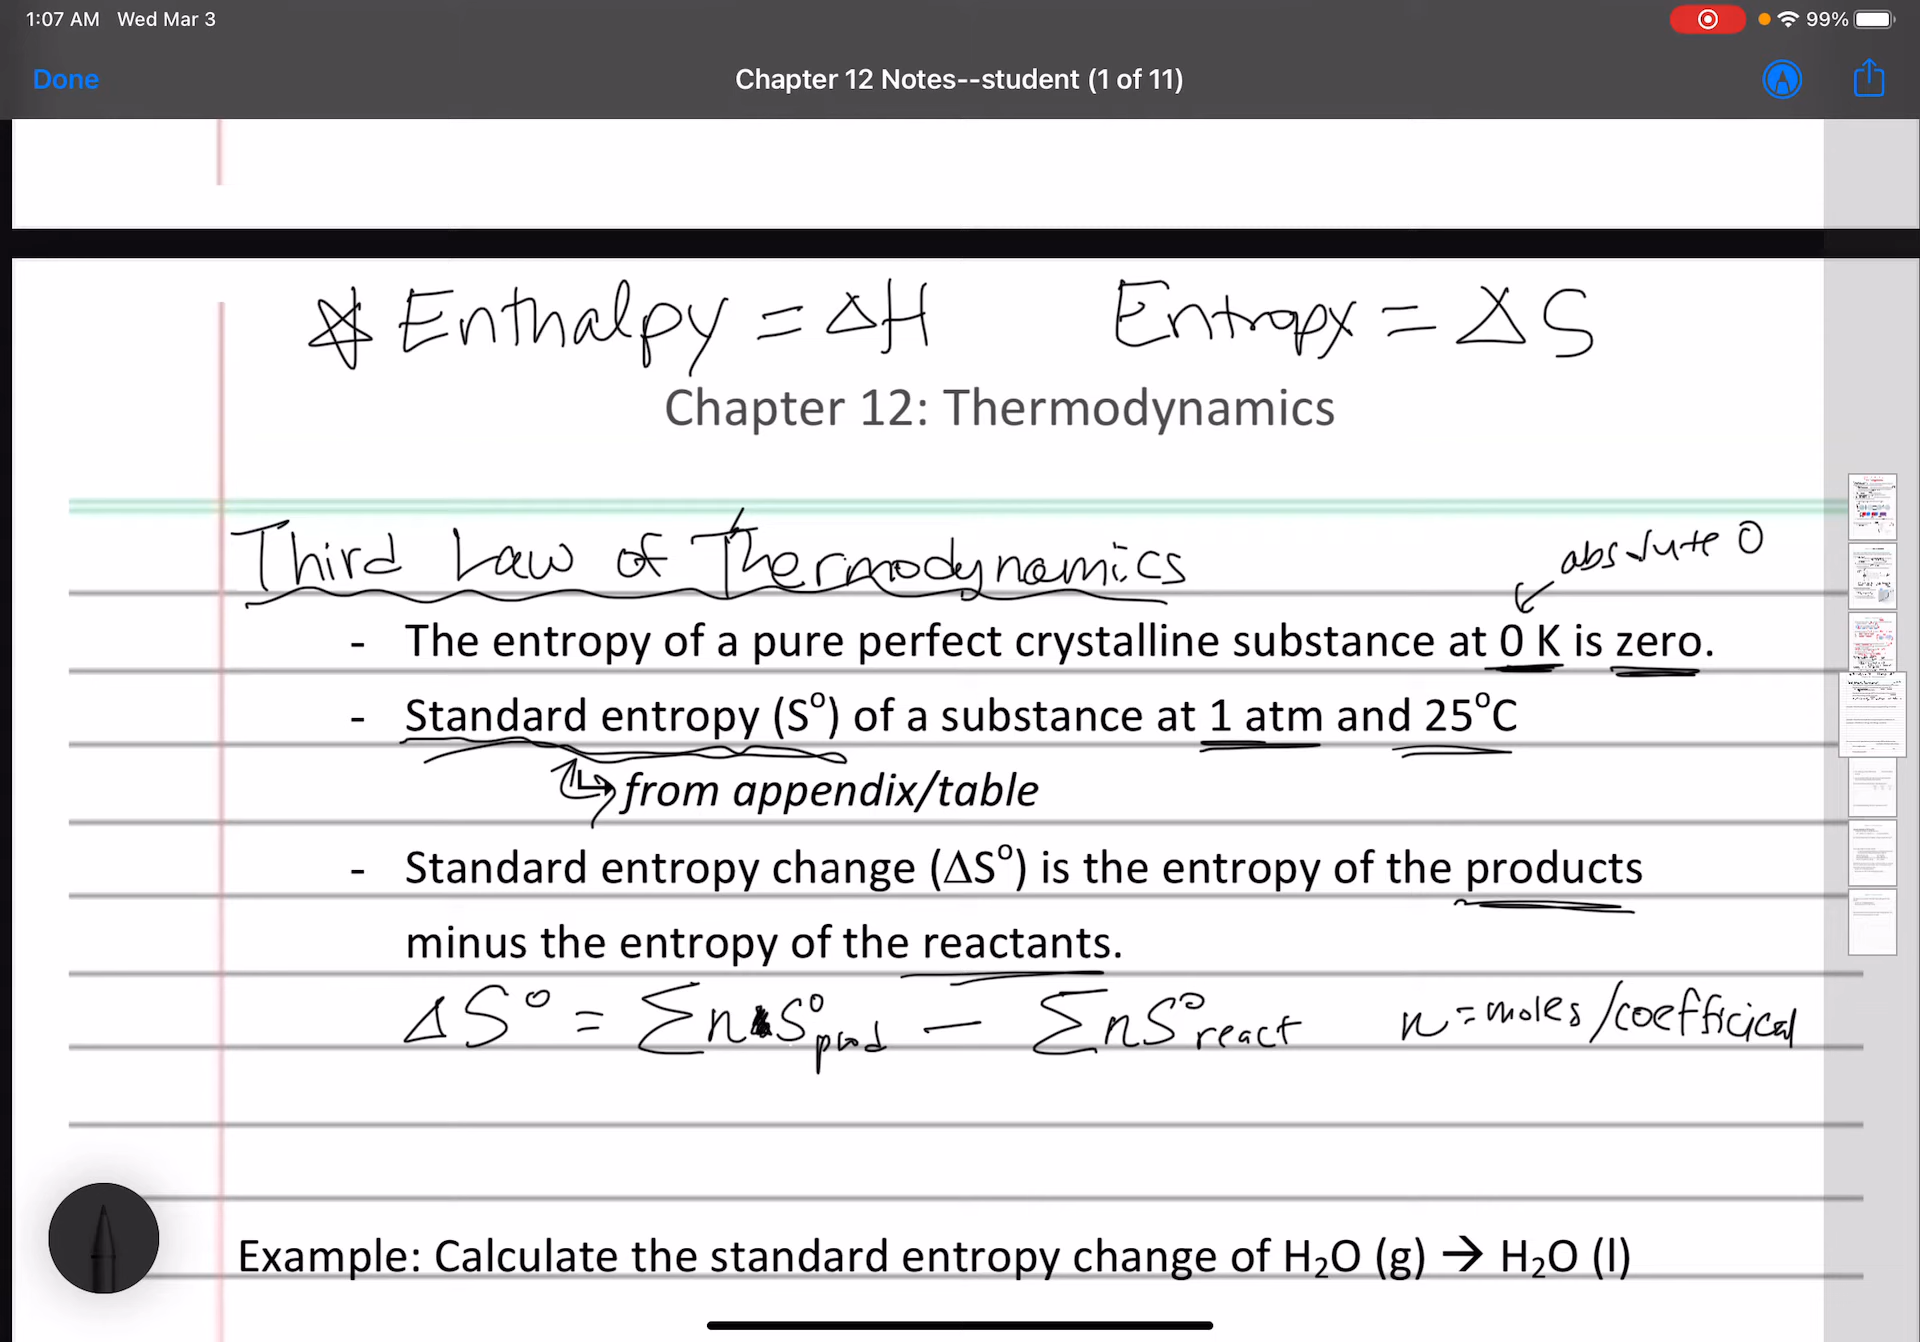 1:07 AM Wed Mar 3
99%
Done
Chapter 12 Notes--student (1 of 11)
☆ Enthalpy = ΔH Entropy = ΔS
Chapter 12: Thermodynamics
Third Law of Thermodynamics
absolute 0
- The entropy of a pure perfect crystalline substance at 0 K is zero.
- Standard entropy (S⁰) of a substance at 1 atm and 25⁰C
↳ from appendix/table
- Standard entropy change (ΔS⁰) is the entropy of the products
minus the entropy of the reactants.
ΔS° = ΣnS°prod – ΣnS°react n = moles/coefficical
Example: Calculate the standard entropy change of H₂O (g) → H₂O (l)